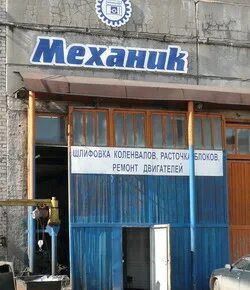 Механик
ШЛИФОВКА КОЛЕНВАЛОВ, РАСТОЧКА БЛОКОВ,
РЕМОНТ ДВИГАТЕЛЕЙ